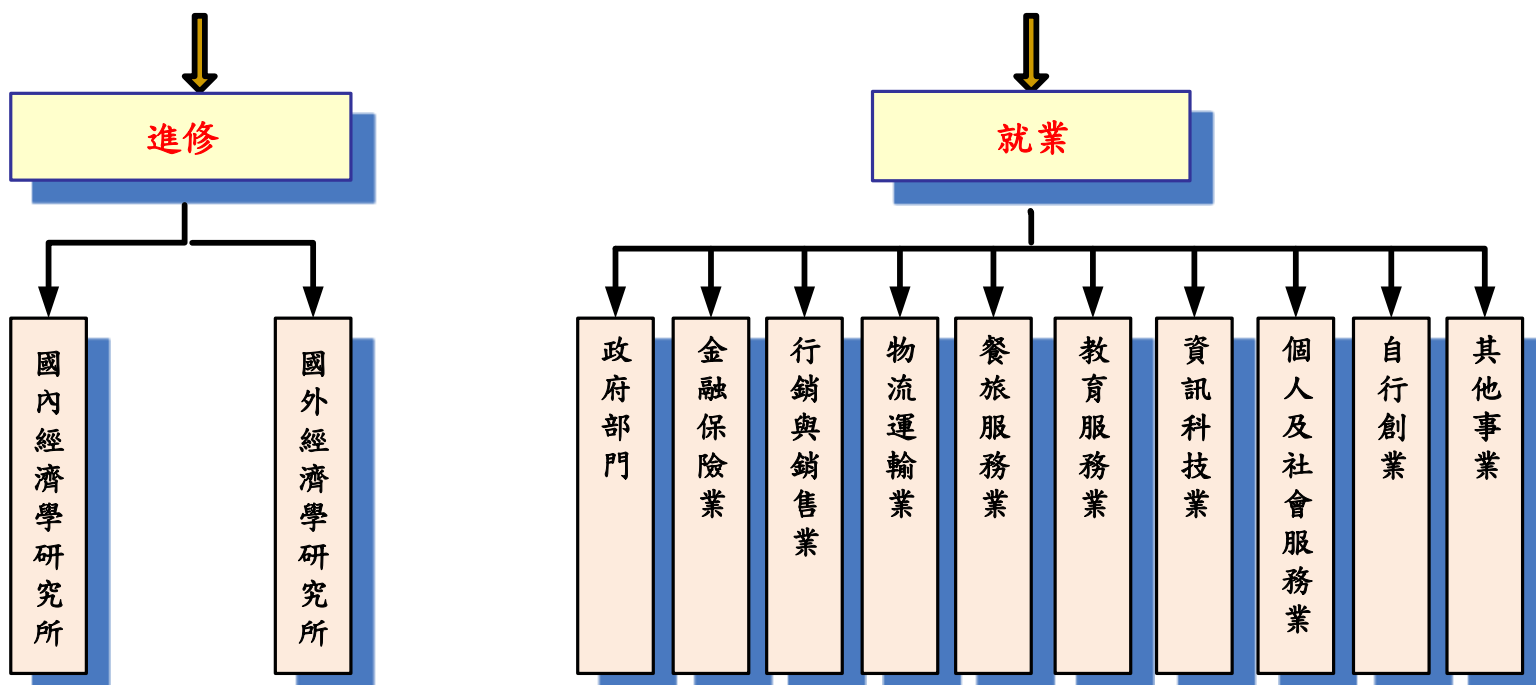 進修
就業
國內經濟學研究所
國外經濟學研究所
政府部門
金融保險業
行銷與銷售業
物流運輸業
餐旅服務業
教育服務業
資訊科技業
個人及社會服務業
自行創業
其他事業